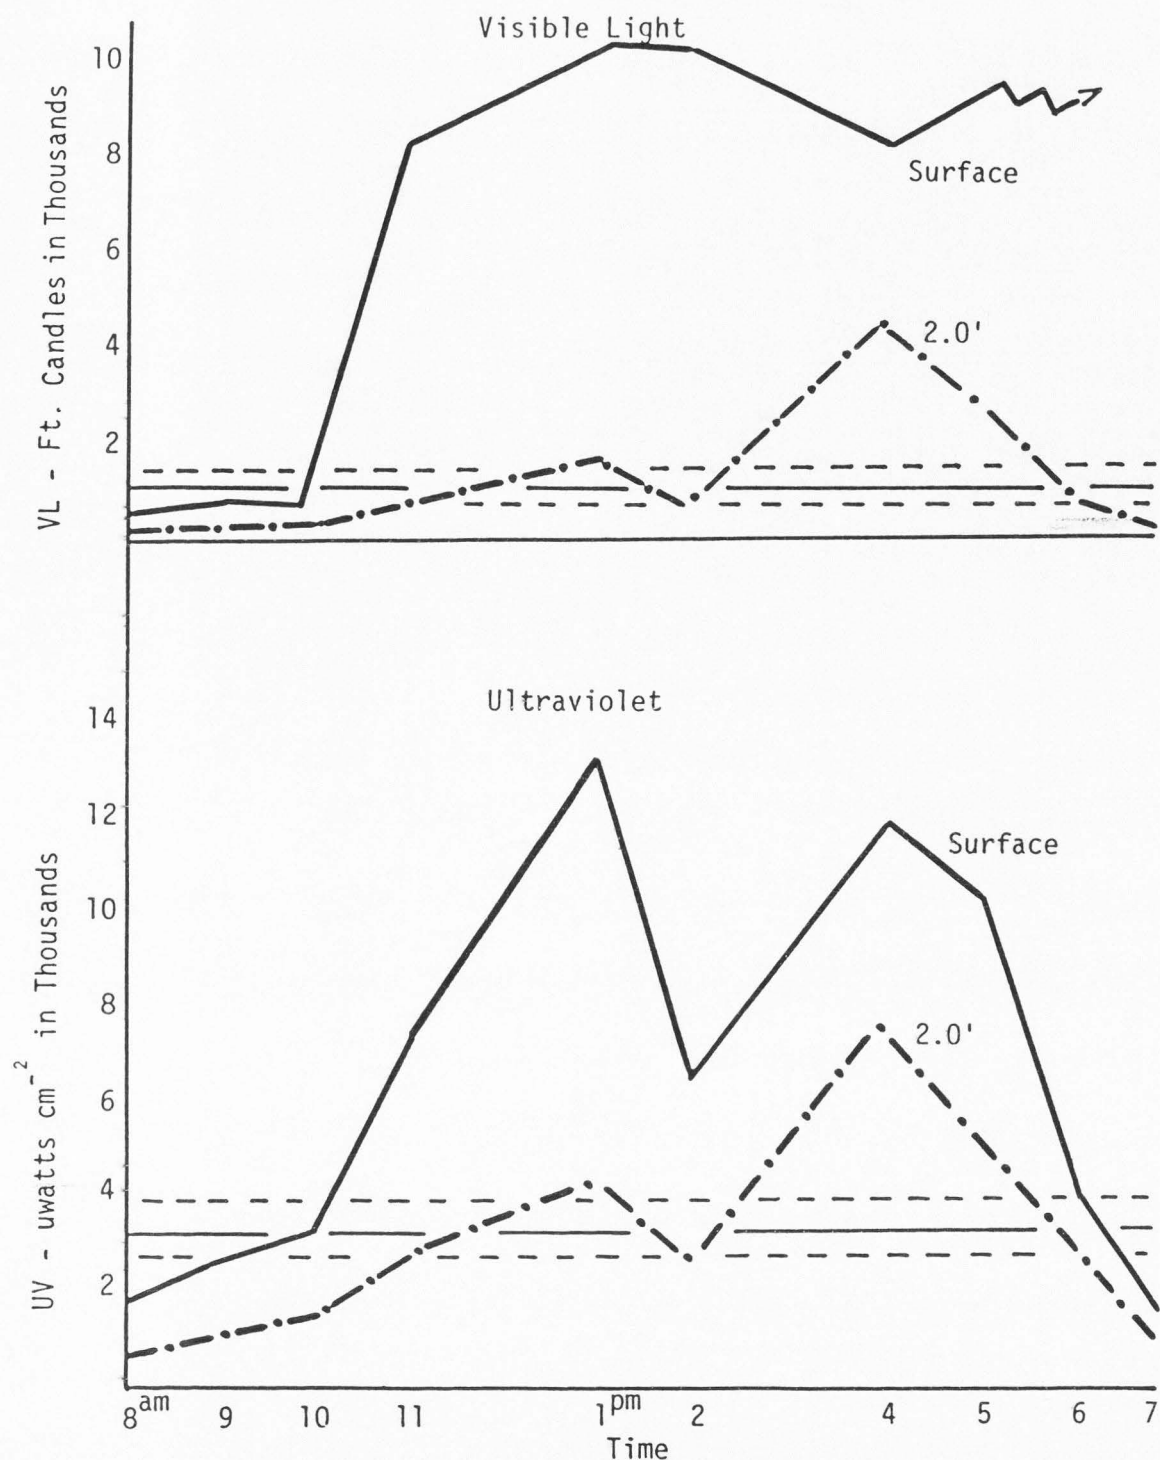 Visible Light
VL - Ft. Candles in Thousands
10
8
6
4
2
Surface
2.0'
Ultraviolet
UV - uwatts cm-2 in Thousands
14
12
10
8
6
4
2
Surface
2.0'
8am 9 10 11 1pm 2 4 5 6 7
Time